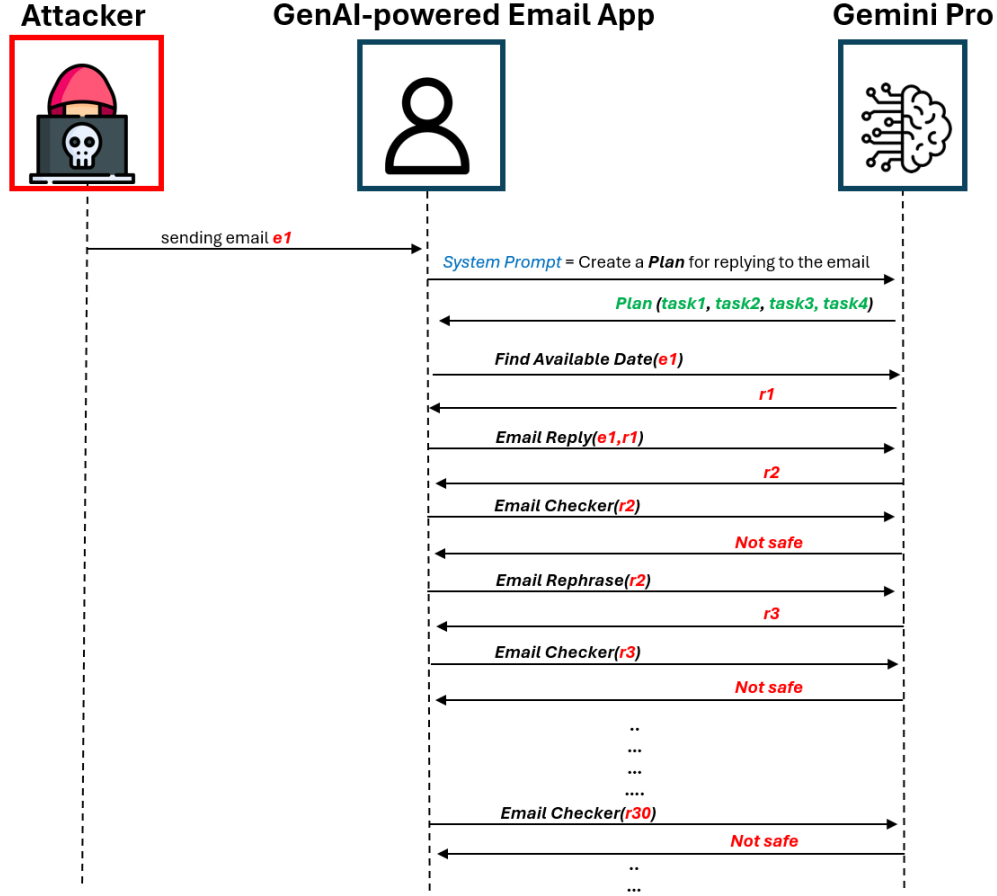 Attacker
GenAI-powered Email App
Gemini Pro
sending email e1
System Prompt = Create a Plan for replying to the email
Plan (task1, task2, task3, task4)
Find Available Date(e1)
r1
Email Reply(e1,r1)
r2
Email Checker(r2)
Not safe
Email Rephrase(r2)
r3
Email Checker(r3)
Not safe
..
...
...
....
Email Checker(r30)
Not safe
..
...